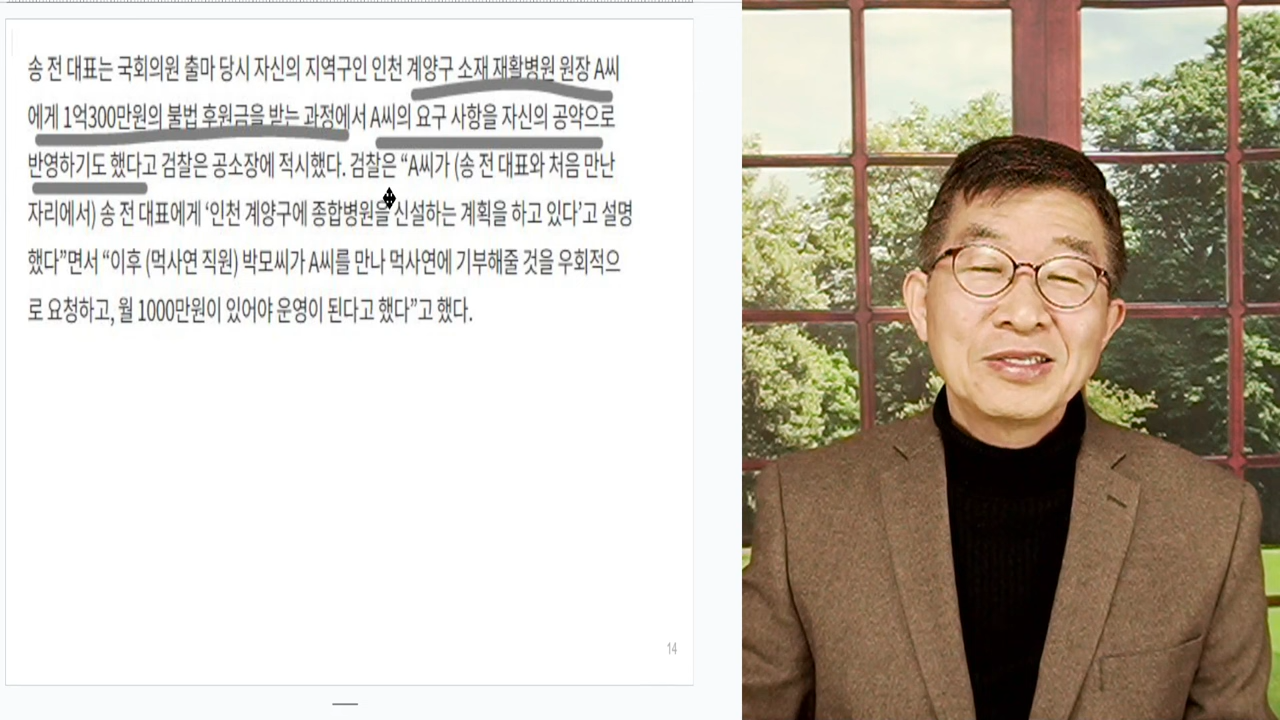 송 전 대표는 국회의원 출마 당시 자신의 지역구인 인천 계양구 소재 재활병원 원장 A씨
에게 1억300만원의 불법 후원금을 받는 과정에서 A씨의 요구 사항을 자신의 공약으로
반영하기도 했다고 검찰은 공소장에 적시했다. 검찰은 “A씨가 (송 전 대표와 처음 만난
자리에서) 송 전 대표에게 ‘인천 계양구에 종합병원을 신설하는 계획을 하고 있다’고 설명
했다”면서 “이후 (먹사연 직원) 박모씨가 A씨를 만나 먹사연에 기부해줄 것을 우회적으
로 요청하고, 월 1000만원이 있어야 운영이 된다고 했다”고 했다.
14